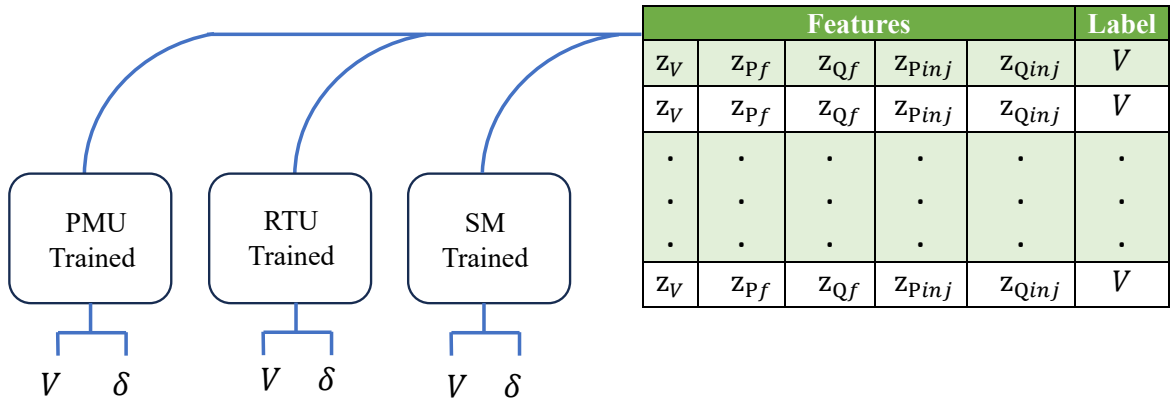 Features Label
z_V z_Pf z_Qf z_Pinj z_Qinj V
z_V z_Pf z_Qf z_Pinj z_Qinj V
. . . . . .
. . . . . .
. . . . . .
z_V z_Pf z_Qf z_Pinj z_Qinj V
PMU
Trained
RTU
Trained
SM
Trained
V δ V δ V δ